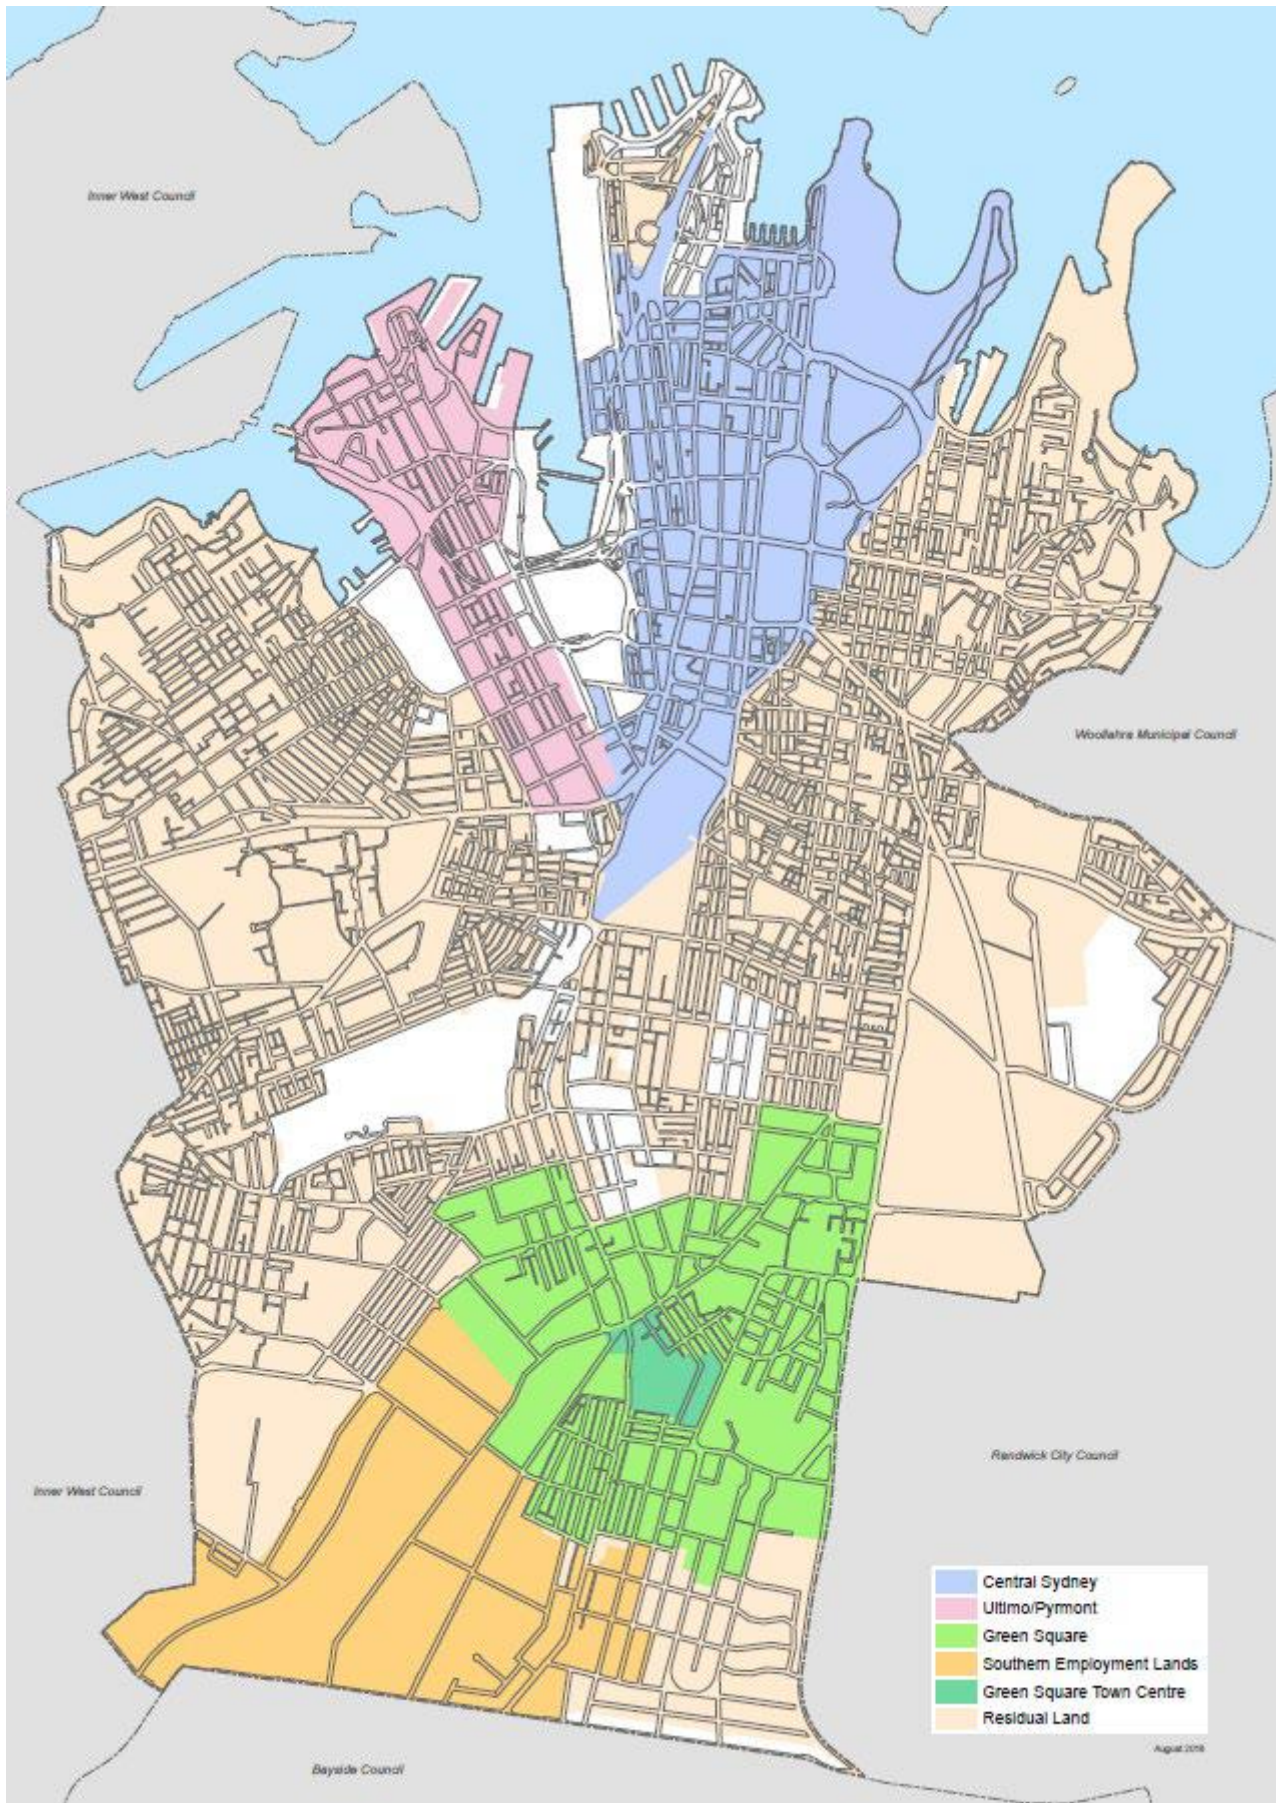 Inner West Council
Woollahra Municipal Council
Randwick City Council
Inner West Council
Central Sydney
Ultimo/Pyrmont
Green Square
Southern Employment Lands
Green Square Town Centre
Residual Land
Bayside Council